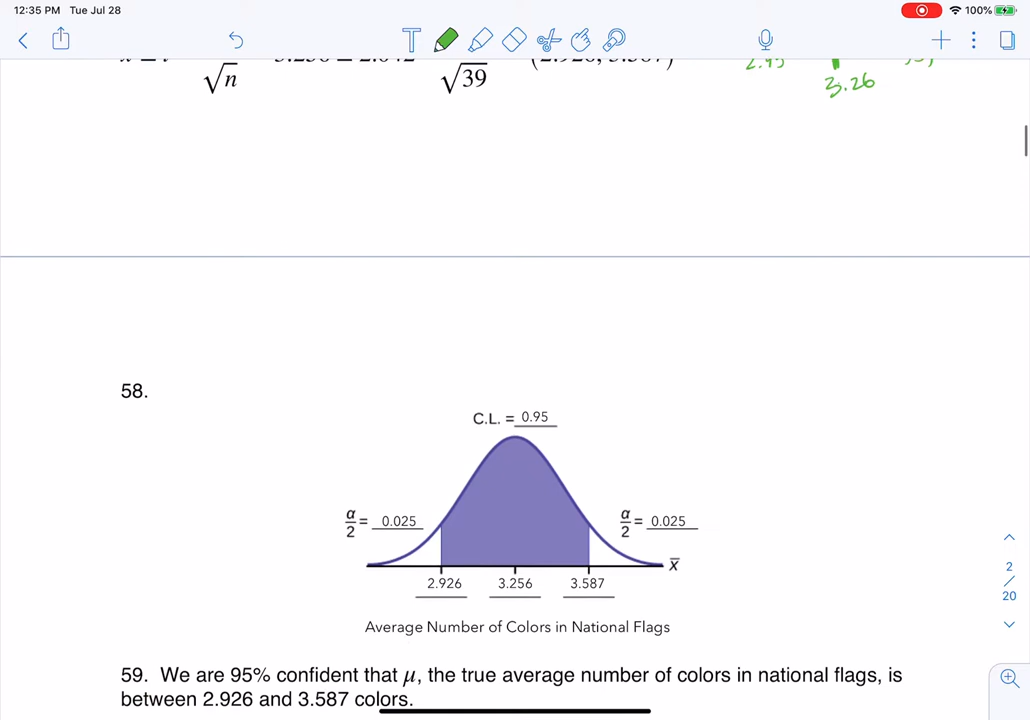 12:35 PM Tue Jul 28
100%
T
√n √39
3.26
58.
C.L. = 0.95
α/2 = 0.025
α/2 = 0.025
x̅
2.926 3.256 3.587
Average Number of Colors in National Flags
2
/
20
59. We are 95% confident that μ, the true average number of colors in national flags, is
between 2.926 and 3.587 colors.